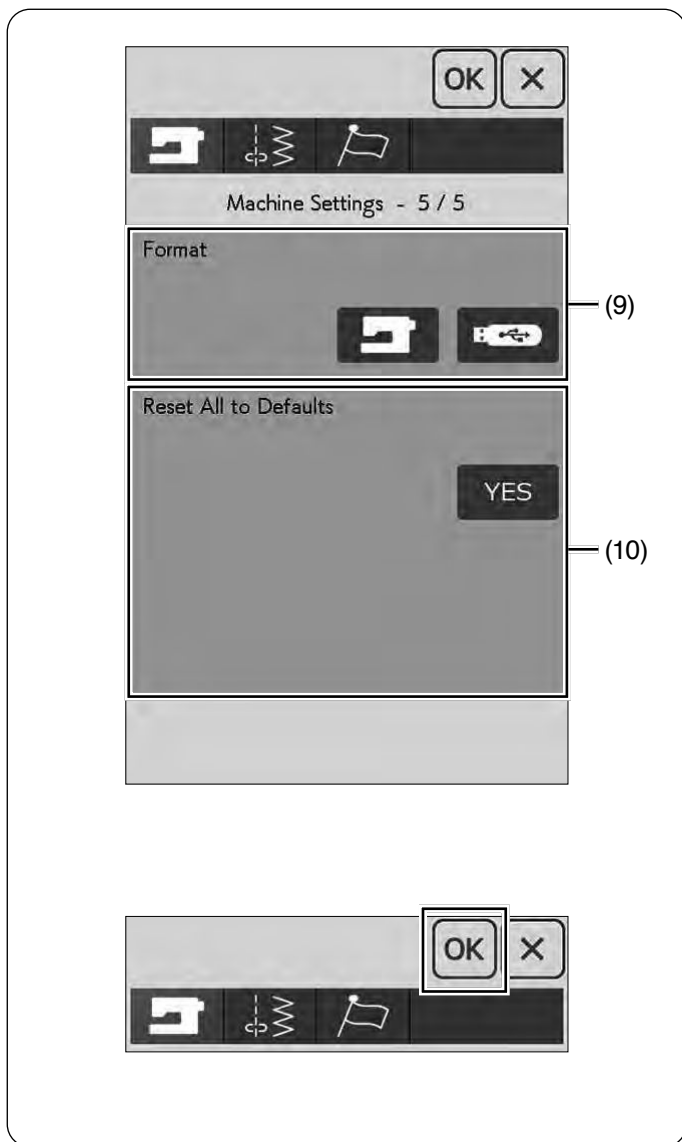 OK
Machine Settings - 5 / 5
Format
(9)
Reset All to Defaults
YES
(10)
OK